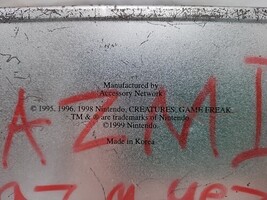 Manufactured by
Accessory Network
© 1995, 1996, 1998 Nintendo, CREATURES, GAME FREAK.
TM & ® are trademarks of Nintendo.
©1999 Nintendo.
Made in Korea
AZMI